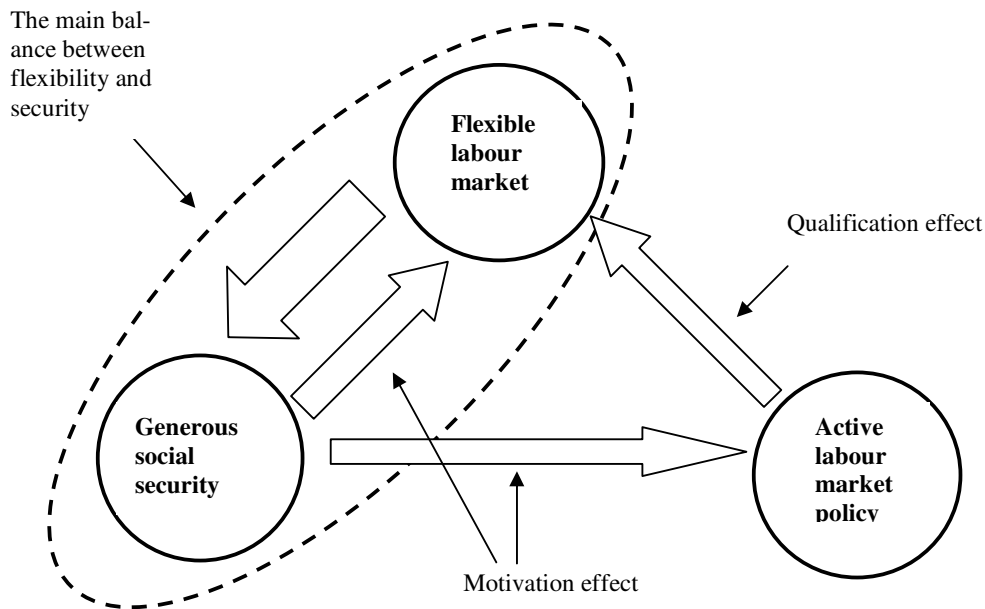 The main bal-
ance between
flexibility and
security
Flexible
labour
market
Qualification effect
Generous
social
security
Active
labour
market
policy
Motivation effect